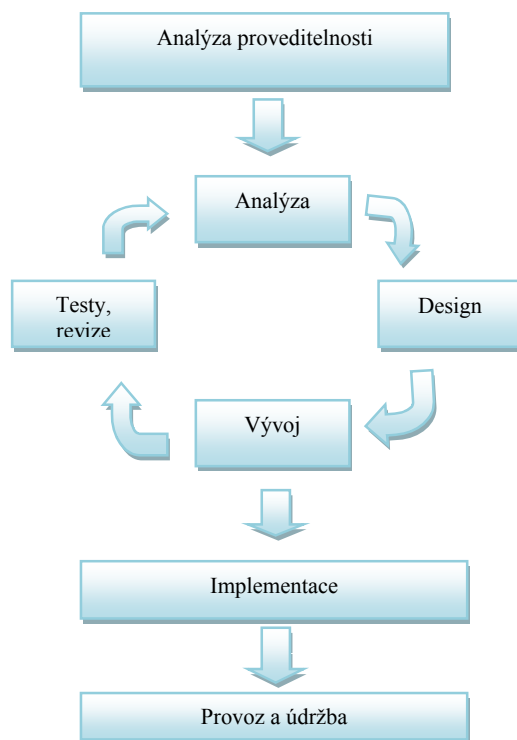 Analýza proveditelnosti
Analýza
Testy,
revize
Design
Vývoj
Implementace
Provoz a údržba